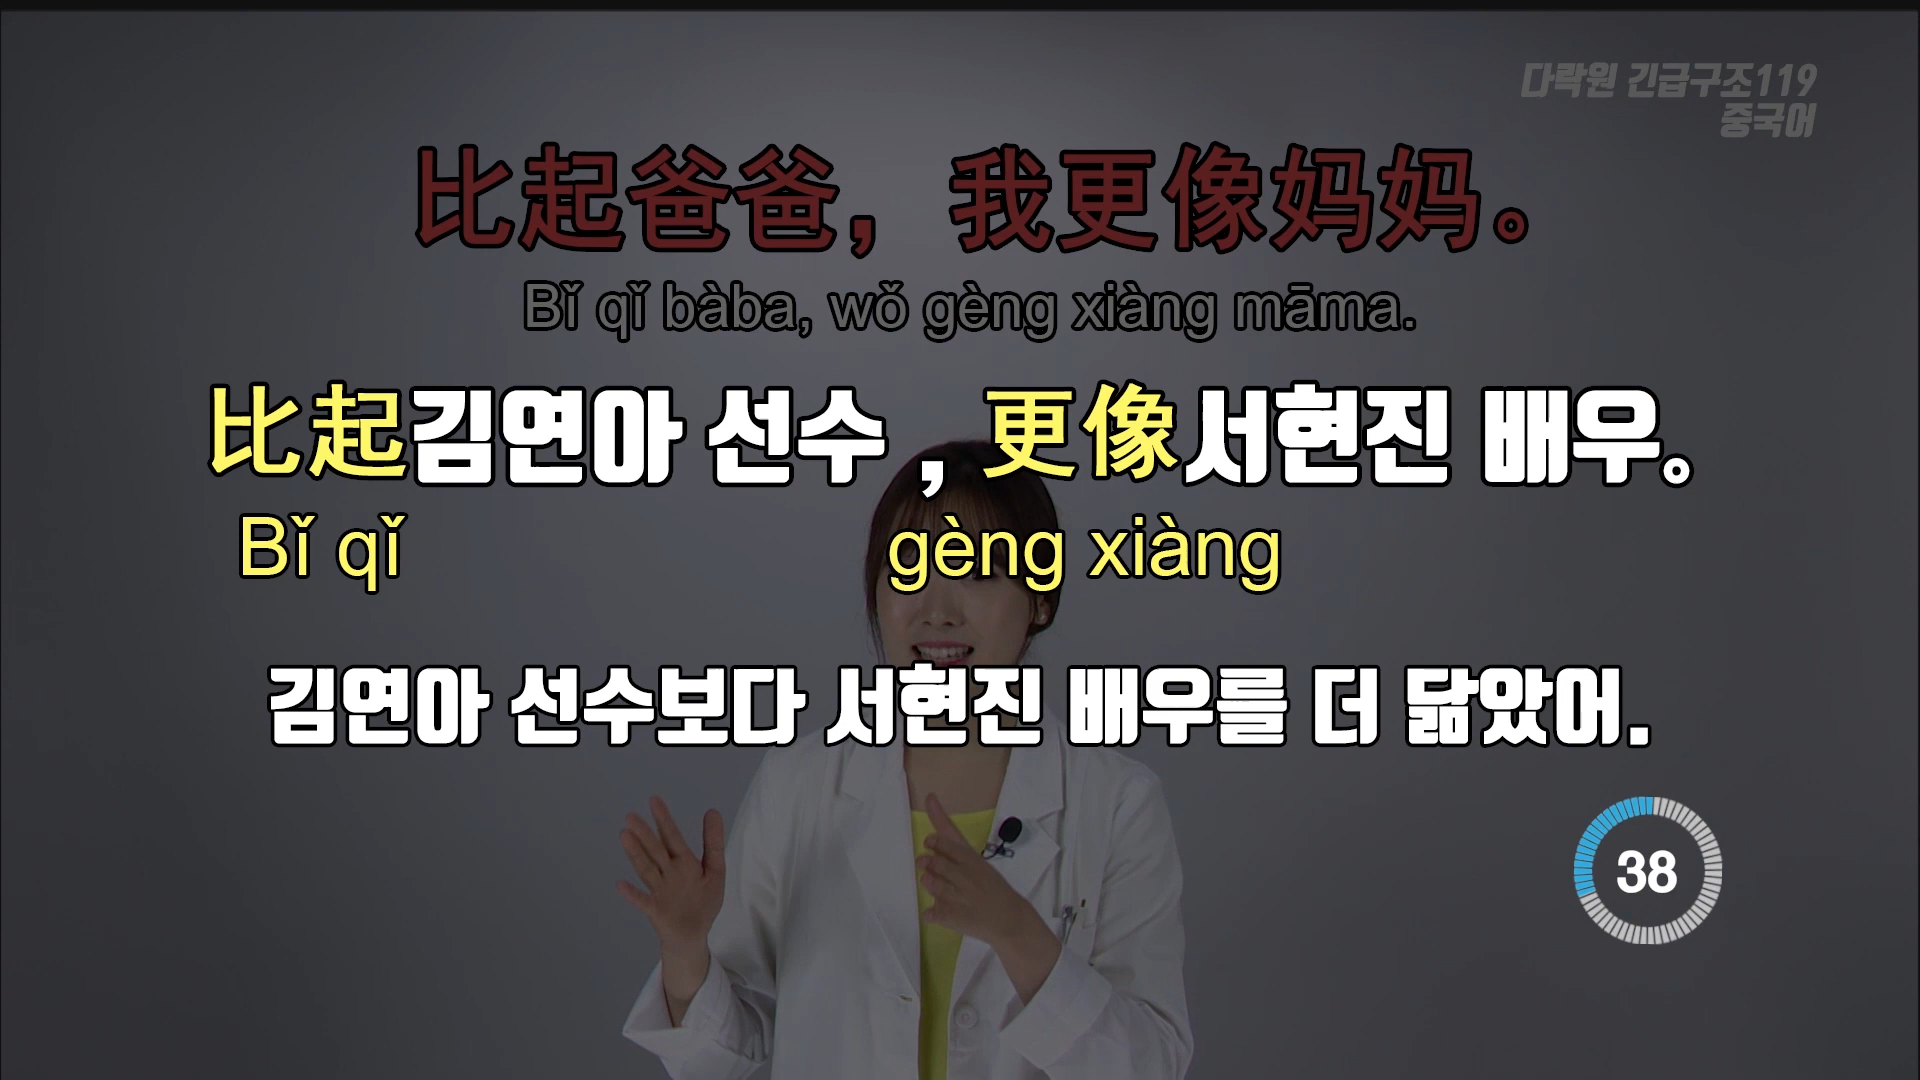 다락원 긴급구조119
중국어
比起爸爸，我更像妈妈。
Bǐ qǐ bàba, wǒ gèng xiàng māma.
比起김연아 선수 , 更像서현진 배우。
Bǐ qǐ gèng xiàng
김연아 선수보다 서현진 배우를 더 닮았어.
38